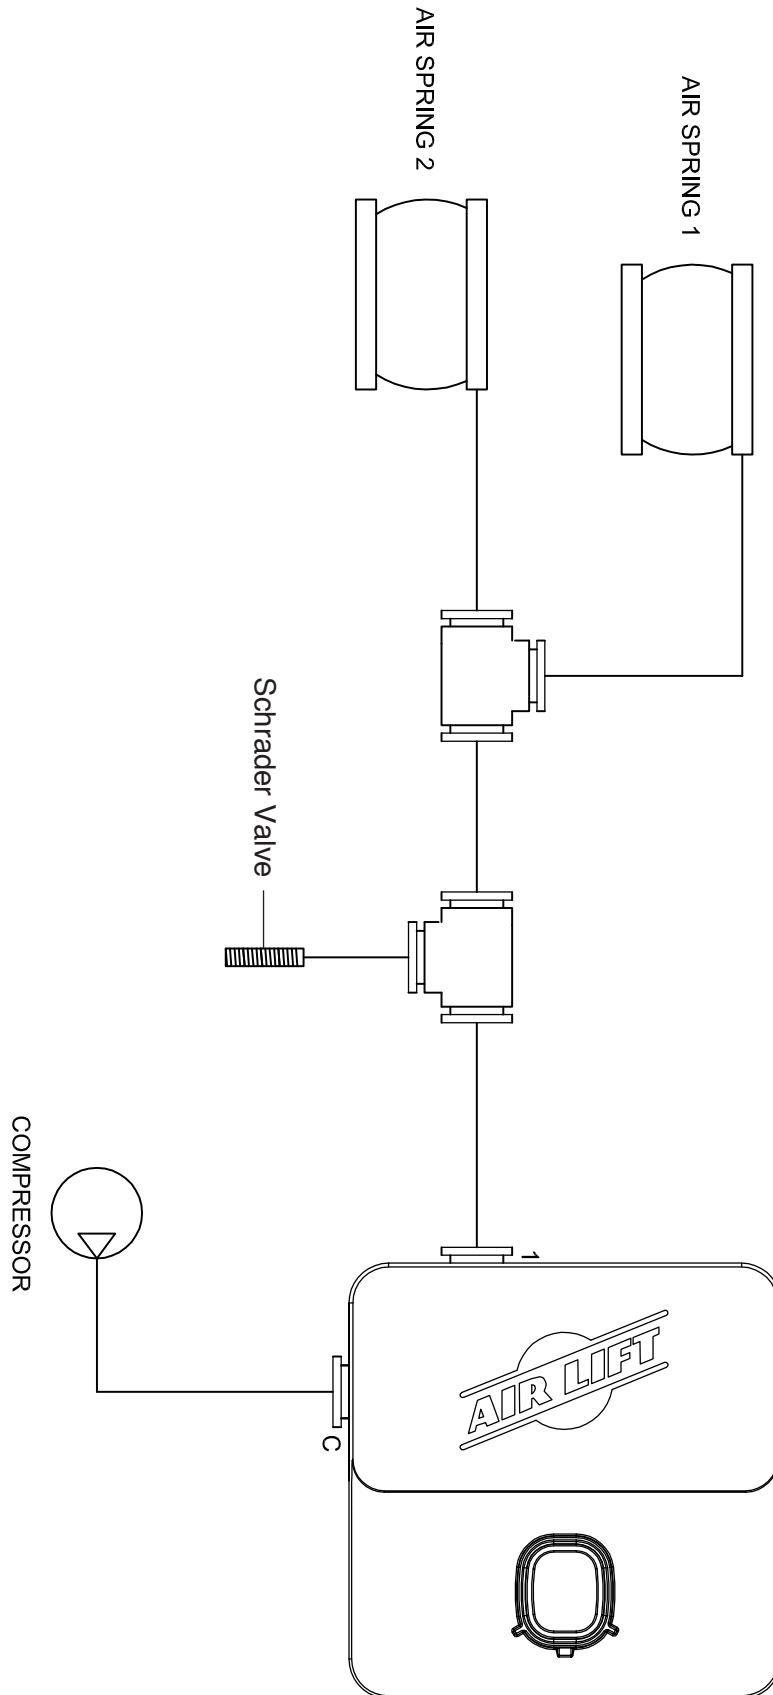 AIR SPRING 1
AIR SPRING 2
Schrader Valve
1
AIR LIFT
C
COMPRESSOR